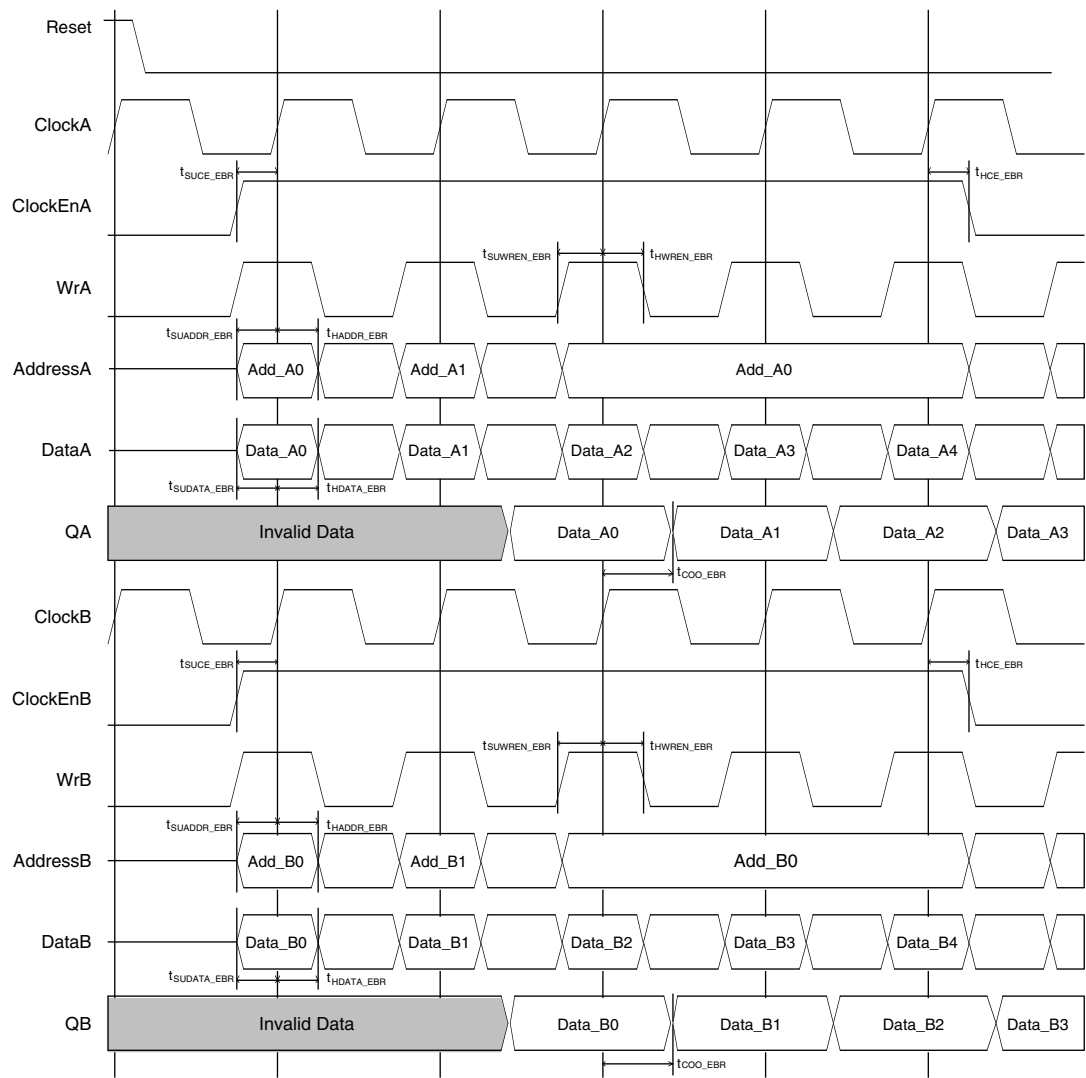 Reset
ClockA
tSUCE_EBR
tHCE_EBR
ClockEnA
tSUWREN_EBR tHWREN_EBR
WrA
tSUADDR_EBR tHADDR_EBR
AddressA Add_A0 Add_A1 Add_A0
DataA Data_A0 Data_A1 Data_A2 Data_A3 Data_A4
tSUDATA_EBR tHDATA_EBR
QA Invalid Data Data_A0 Data_A1 Data_A2 Data_A3
tCOO_EBR
ClockB
tSUCE_EBR tHCE_EBR
ClockEnB
tSUWREN_EBR tHWREN_EBR
WrB
tSUADDR_EBR tHADDR_EBR
AddressB Add_B0 Add_B1 Add_B0
DataB Data_B0 Data_B1 Data_B2 Data_B3 Data_B4
tSUDATA_EBR tHDATA_EBR
QB Invalid Data Data_B0 Data_B1 Data_B2 Data_B3
tCOO_EBR